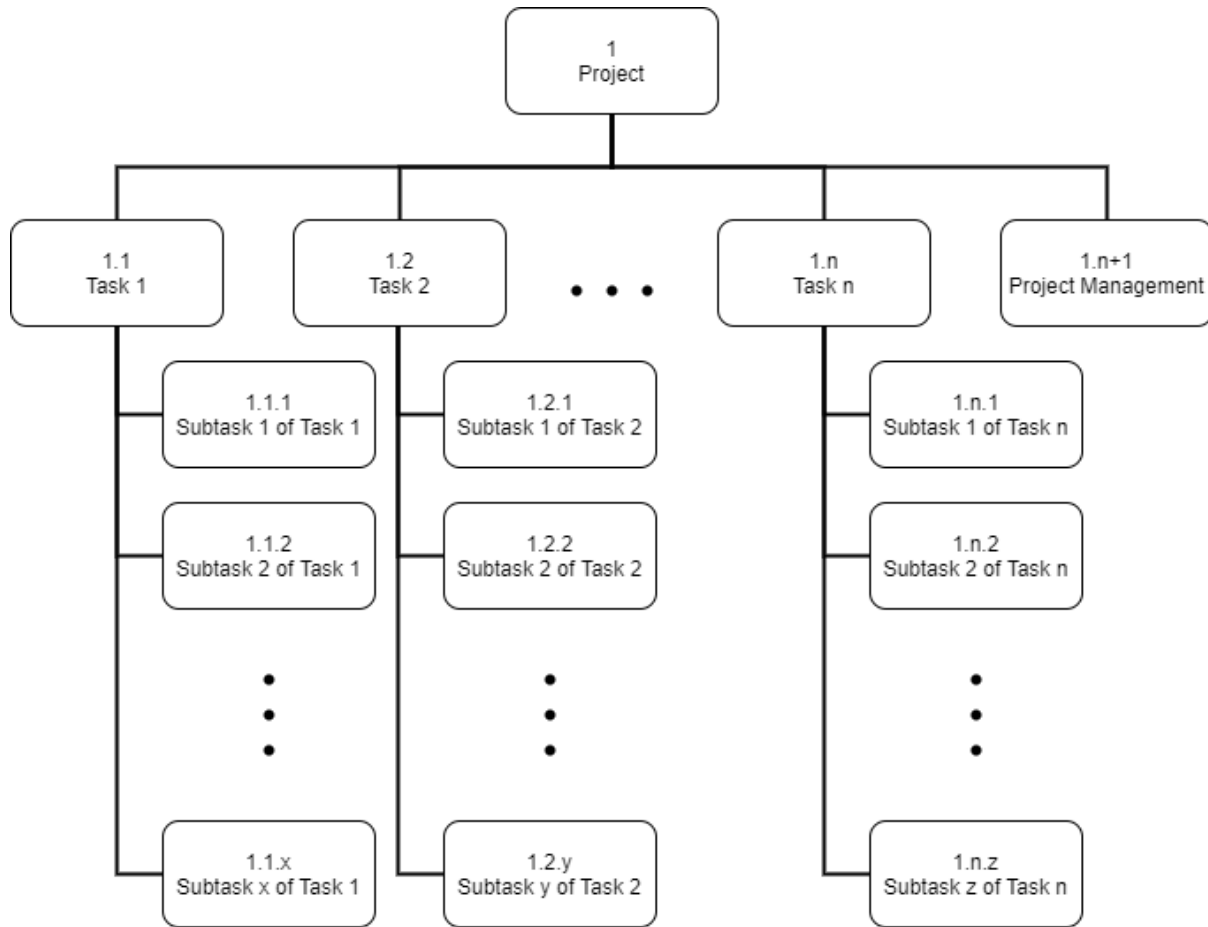 1
Project
1.1
Task 1
1.2
Task 2
1.n
Task n
1.n+1
Project Management
1.1.1
Subtask 1 of Task 1
1.2.1
Subtask 1 of Task 2
1.n.1
Subtask 1 of Task n
1.1.2
Subtask 2 of Task 1
1.2.2
Subtask 2 of Task 2
1.n.2
Subtask 2 of Task n
1.1.x
Subtask x of Task 1
1.2.y
Subtask y of Task 2
1.n.z
Subtask z of Task n